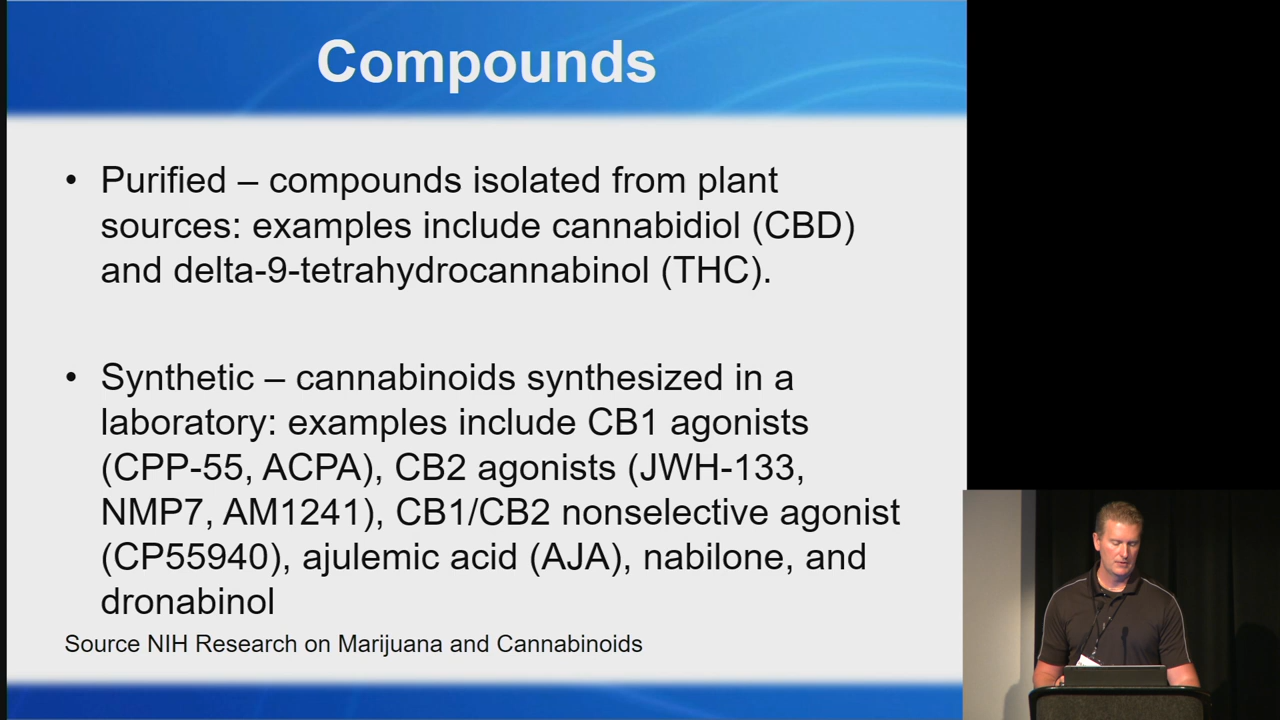 Compounds
• Purified – compounds isolated from plant
sources: examples include cannabidiol (CBD)
and delta-9-tetrahydrocannabinol (THC).
• Synthetic – cannabinoids synthesized in a
laboratory: examples include CB1 agonists
(CPP-55, ACPA), CB2 agonists (JWH-133,
NMP7, AM1241), CB1/CB2 nonselective agonist
(CP55940), ajulemic acid (AJA), nabilone, and
dronabinol
Source NIH Research on Marijuana and Cannabinoids